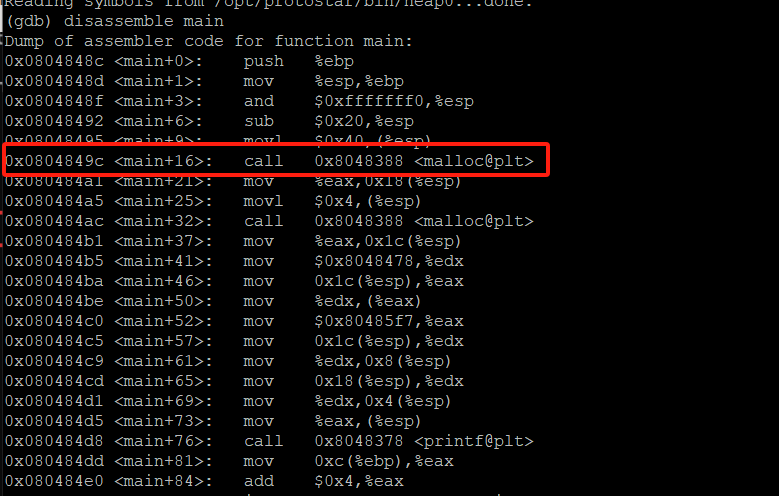 Reading symbols from /opt/protostar/bin/heap0...done.
(gdb) disassemble main
Dump of assembler code for function main:
0x0804848c <main+0>:    push   %ebp
0x0804848d <main+1>:    mov    %esp,%ebp
0x0804848f <main+3>:    and    $0xfffffff0,%esp
0x08048492 <main+6>:    sub    $0x20,%esp
0x08048495 <main+9>:    movl   $0x40,(%esp)
0x0804849c <main+16>:   call   0x8048388 <malloc@plt>
0x080484a1 <main+21>:   mov    %eax,0x18(%esp)
0x080484a5 <main+25>:   movl   $0x4,(%esp)
0x080484ac <main+32>:   call   0x8048388 <malloc@plt>
0x080484b1 <main+37>:   mov    %eax,0x1c(%esp)
0x080484b5 <main+41>:   mov    $0x8048478,%edx
0x080484ba <main+46>:   mov    0x1c(%esp),%eax
0x080484be <main+50>:   mov    %edx,(%eax)
0x080484c0 <main+52>:   mov    $0x80485f7,%eax
0x080484c5 <main+57>:   mov    0x1c(%esp),%edx
0x080484c9 <main+61>:   mov    %edx,0x8(%esp)
0x080484cd <main+65>:   mov    0x18(%esp),%edx
0x080484d1 <main+69>:   mov    %edx,0x4(%esp)
0x080484d5 <main+73>:   mov    %eax,(%esp)
0x080484d8 <main+76>:   call   0x8048378 <printf@plt>
0x080484dd <main+81>:   mov    0xc(%ebp),%eax
0x080484e0 <main+84>:   add    $0x4,%eax